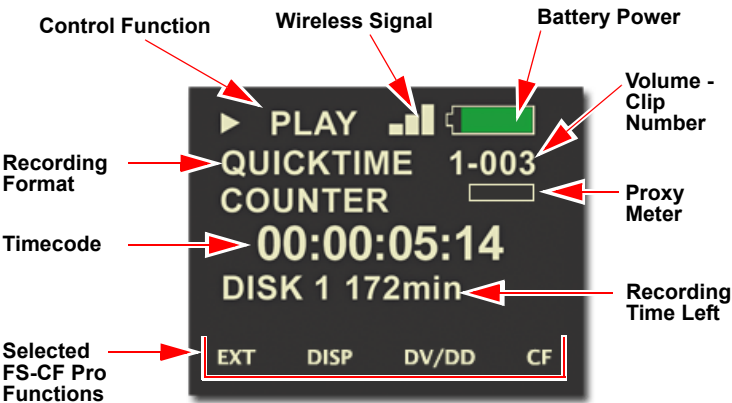 Control Function
Wireless Signal
Battery Power
Volume -
Clip
Number
PLAY
Recording
Format
QUICKTIME 1-003
COUNTER
Proxy
Meter
Timecode
00:00:05:14
DISK 1 172min
Recording
Time Left
Selected
FS-CF Pro
Functions
EXT DISP DV/DD CF